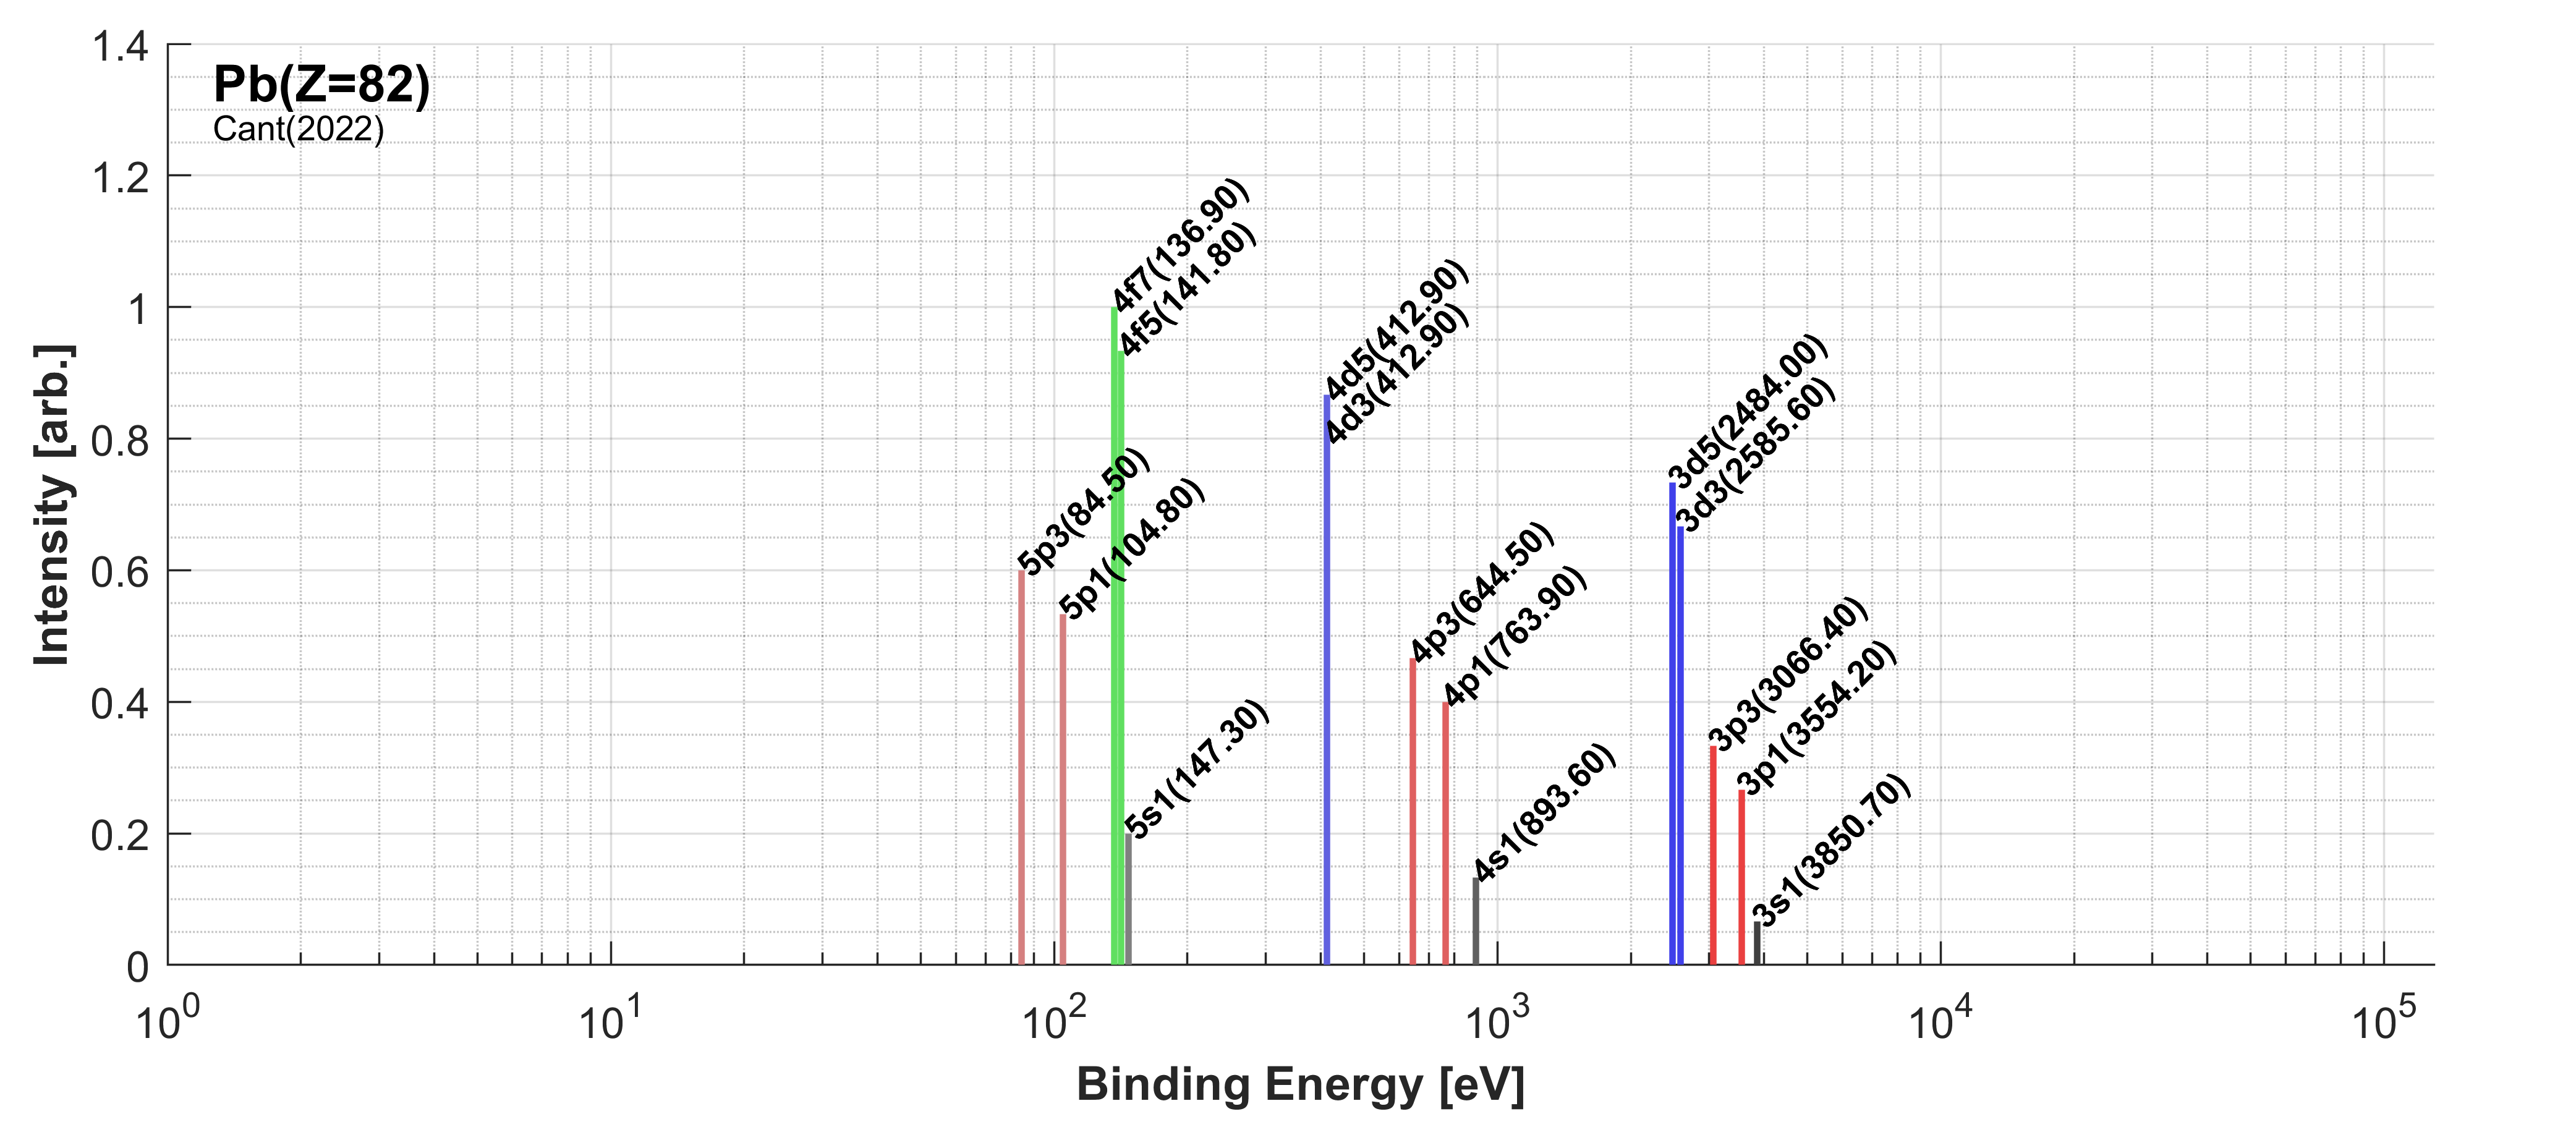 Pb(Z=82)
Cant(2022)
Intensity [arb.]
1.4
1.2
1
0.8
0.6
0.4
0.2
0
5p3(84.50)
5p1(104.80)
4f7(136.90)
4f5(141.80)
5s1(147.30)
4d5(412.90)
4d3(412.90)
4p3(644.50)
4p1(763.90)
4s1(893.60)
3d5(2484.00)
3d3(2585.60)
3p3(3066.40)
3p1(3554.20)
3s1(3850.70)
10^0 10^1 10^2 10^3 10^4 10^5
Binding Energy [eV]